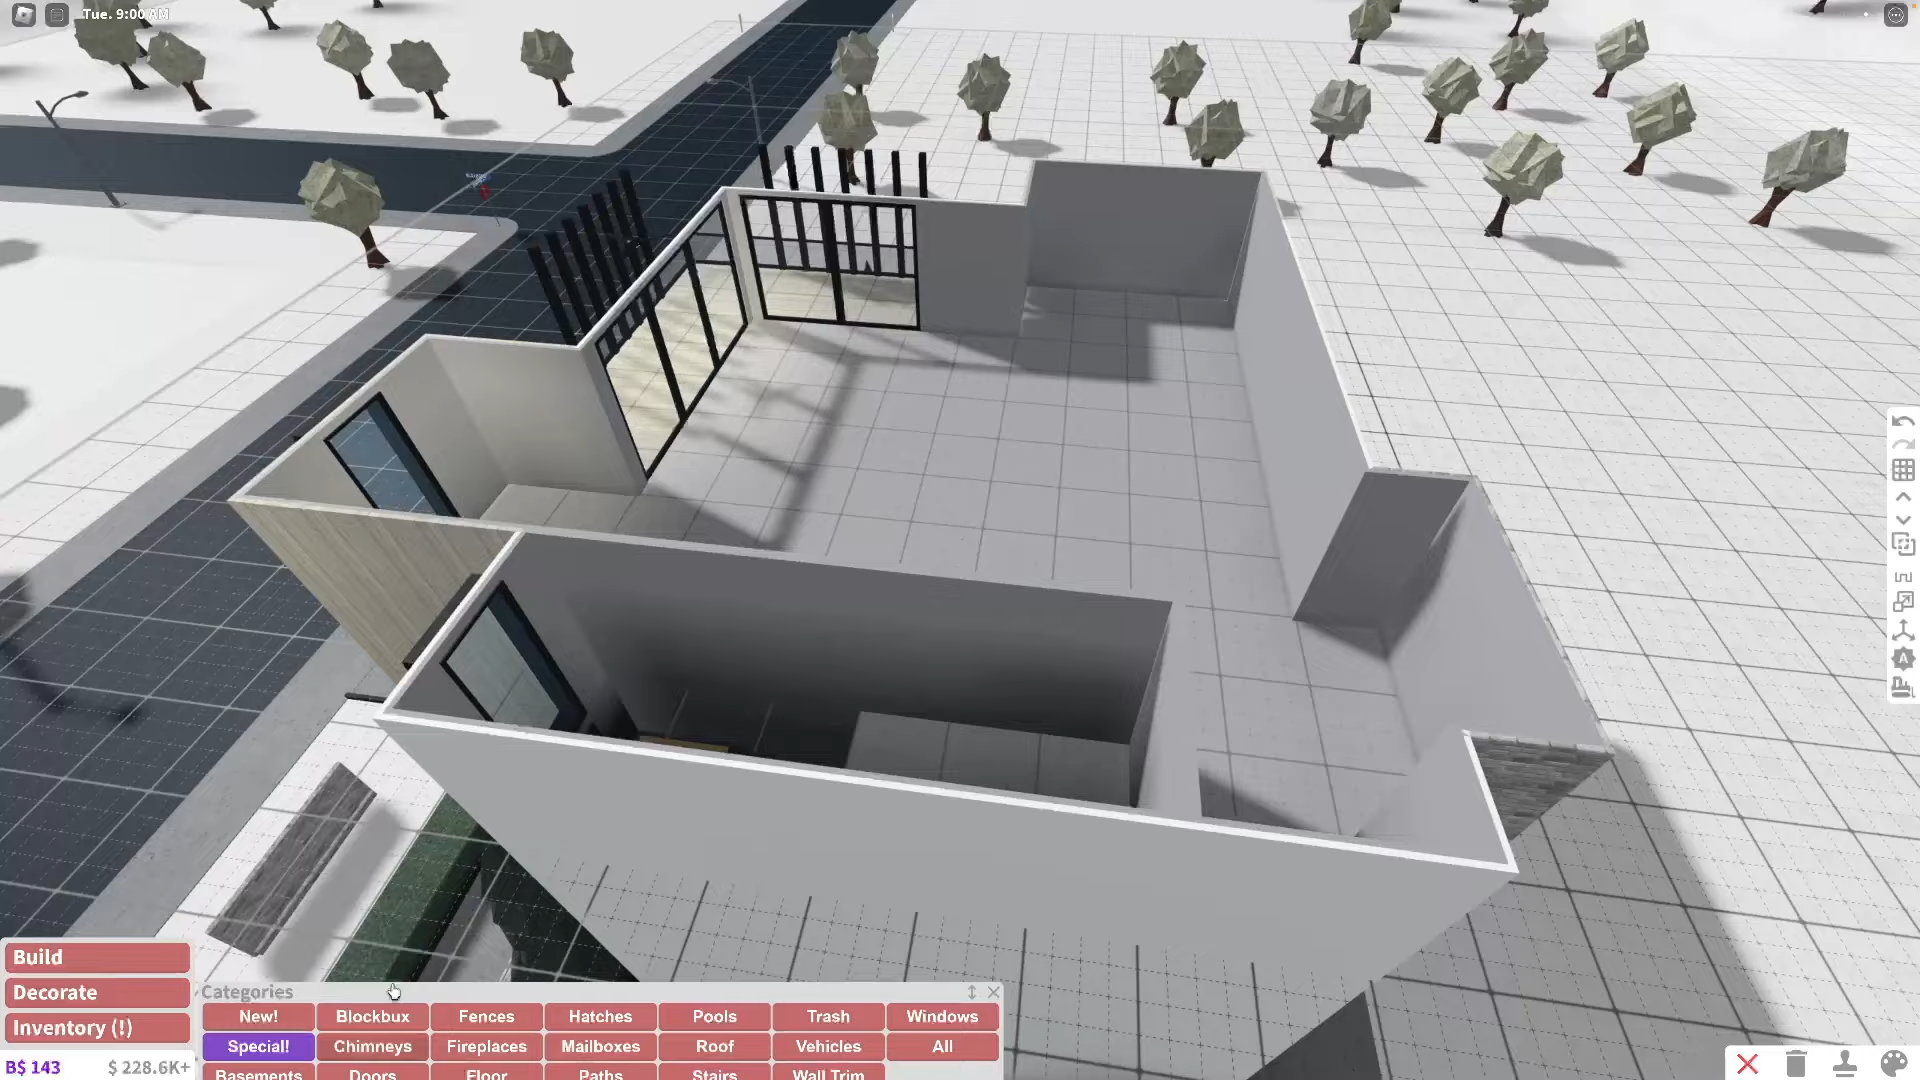 Tue. 9:00 AM
Build
Decorate
Inventory (!)
B$ 143 $ 228.6K+
Categories
New! Blockbux Fences Hatches Pools Trash Windows
Special! Chimneys Fireplaces Mailboxes Roof Vehicles All
Basements Doors Floor Paths Stairs Wall Trim
A